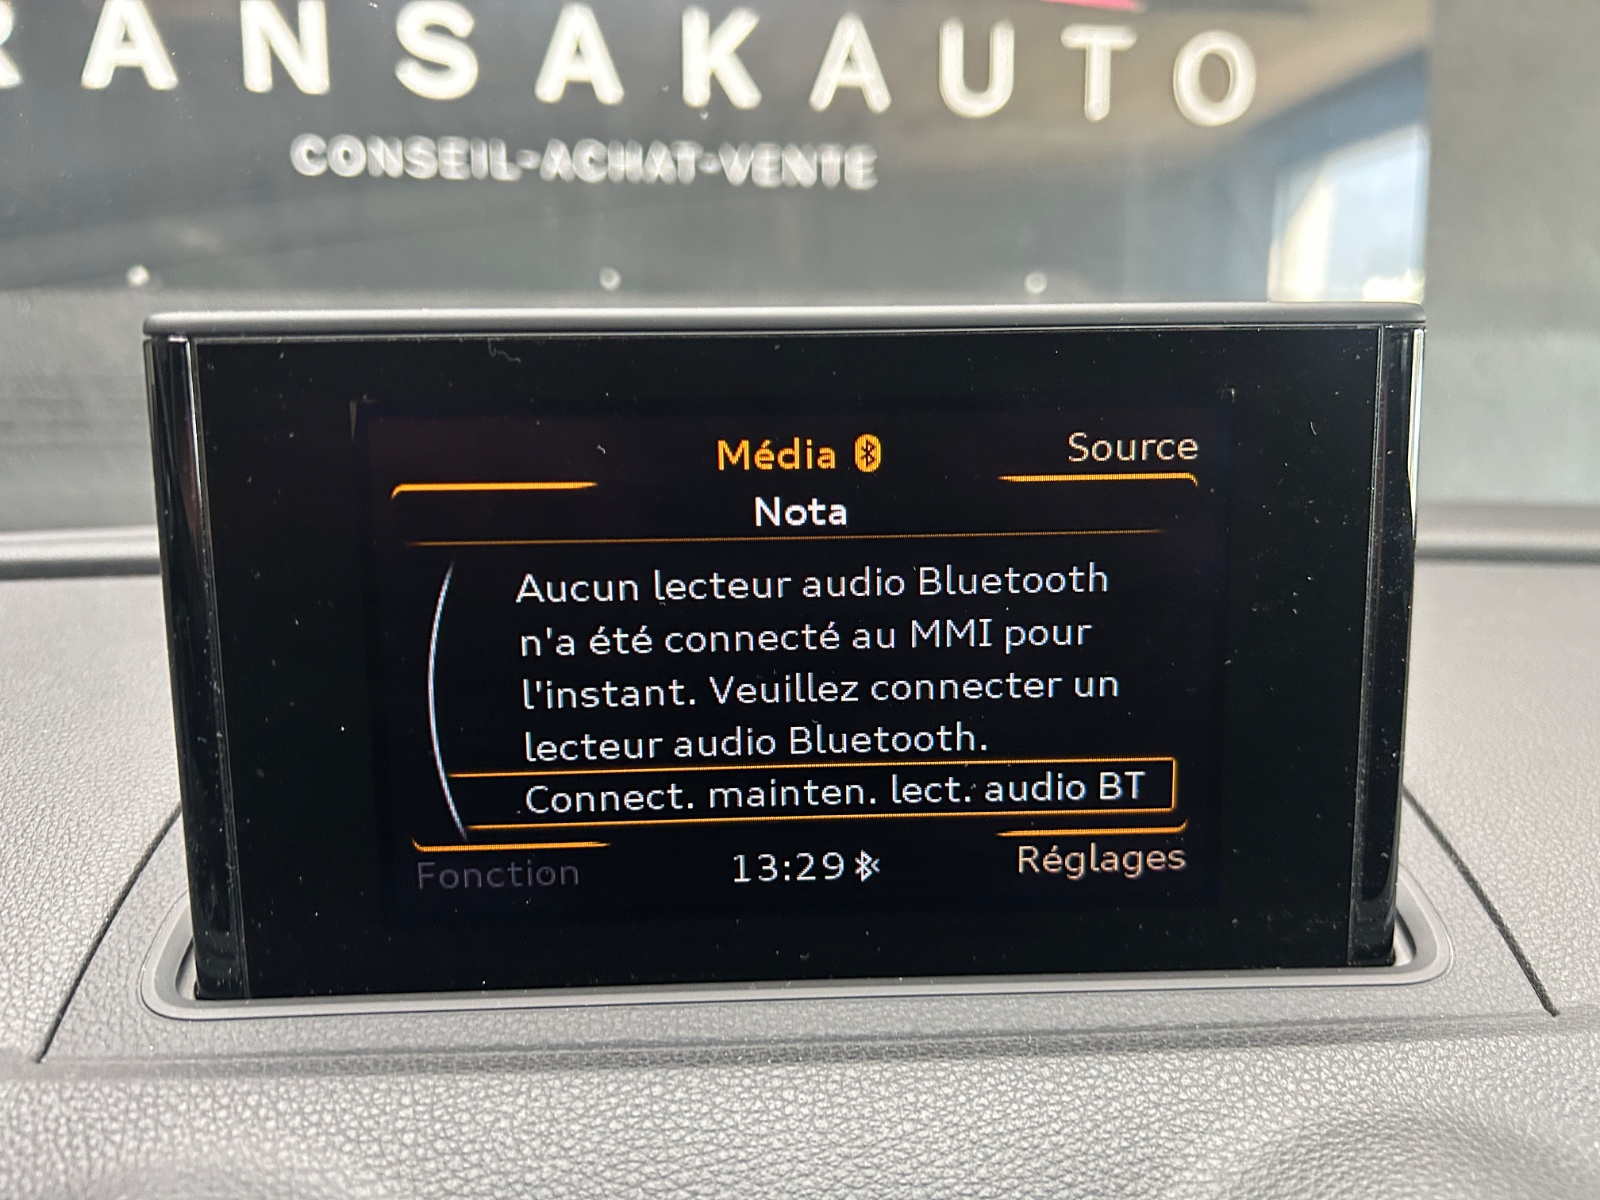 RANSAKAUTO
CONSEIL-ACHAT-VENTE
Média
Source
Nota
Aucun lecteur audio Bluetooth
n'a été connecté au MMI pour
l'instant. Veuillez connecter un
lecteur audio Bluetooth.
Connect. mainten. lect. audio BT
Fonction
13:29
Réglages